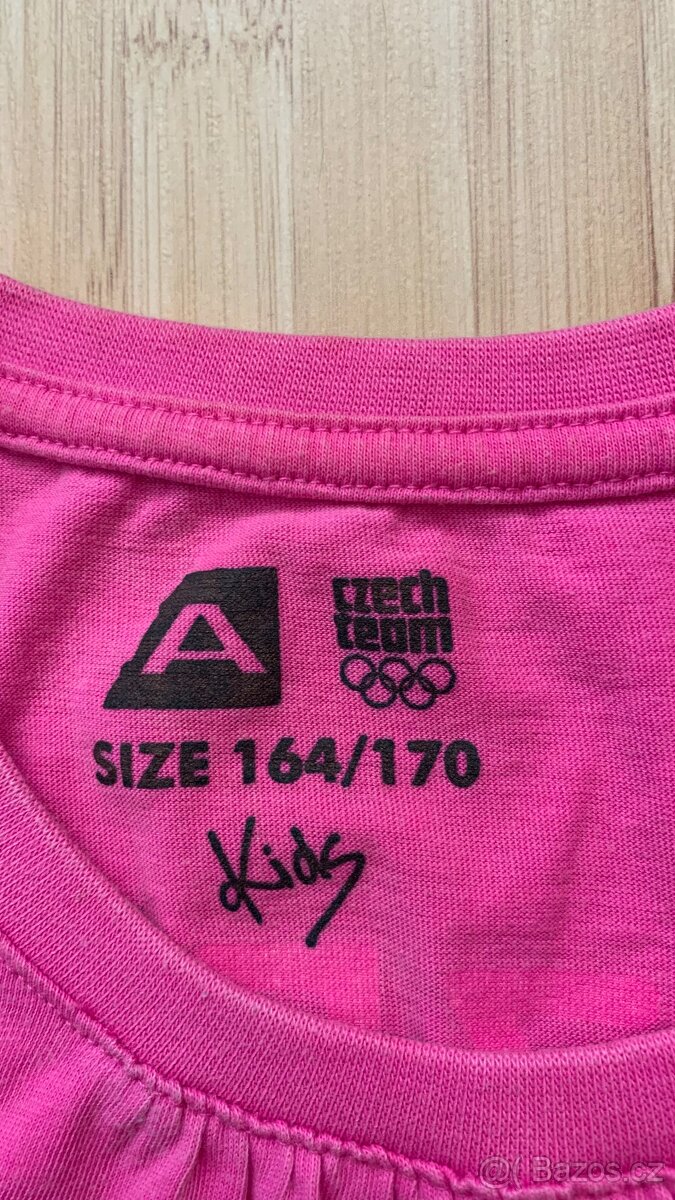 A
czech
team
SIZE 164/170
Kids
Bazos.cz